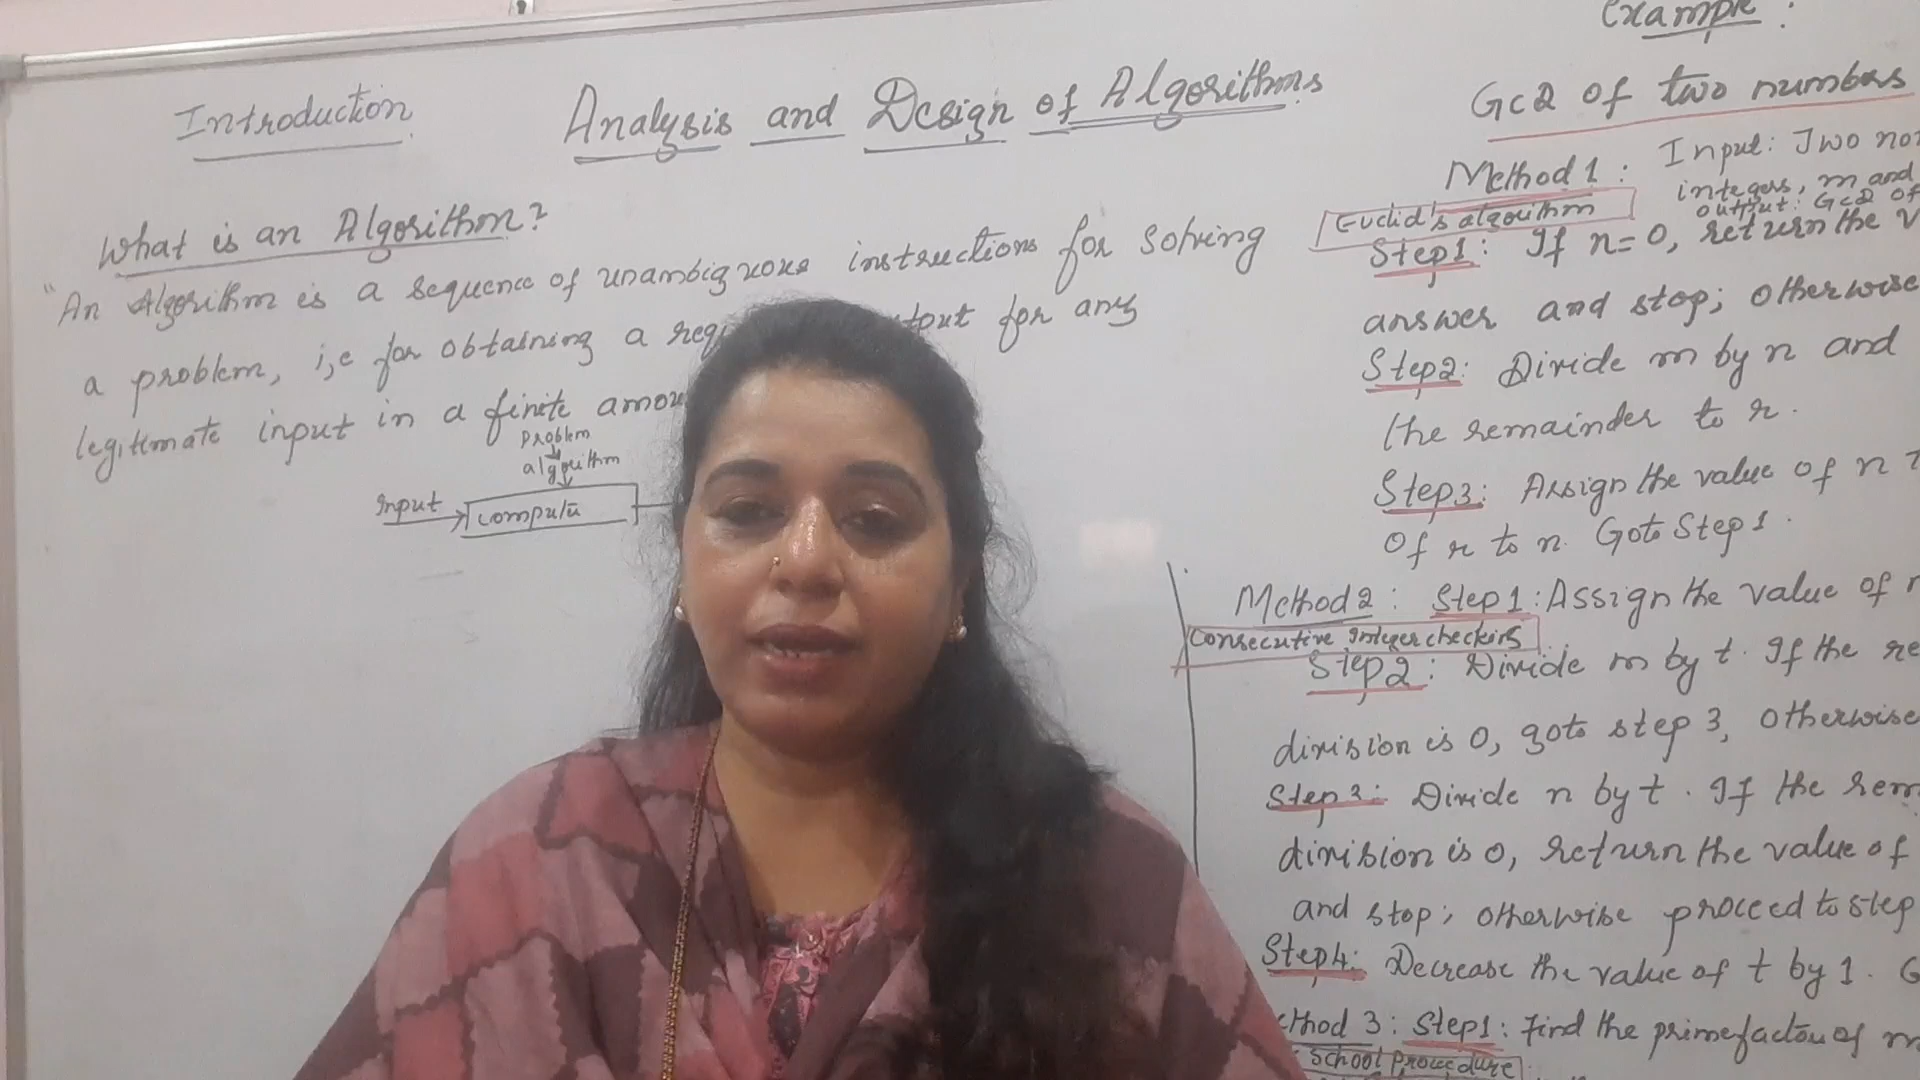 Introduction
Analysis and Design of Algorithms
What is an Algorithm?
"An Algorithm is a sequence of unambiguous instructions for solving
a problem, i,e for obtaining a req tput for any
legitimate input in a finite amou
problem
algorithm
input
computer
Example:
GCD of two numbers
Method 1: Input: Two non
integers, m and
output: GCD of
Euclid's algorithm
Step1: If n=0, return the v
answer and stop; otherwise
Step2: Divide m by n and
the remainder to r.
Step3: Assign the value of n t
of r to n. Goto Step1.
Method 2: Step1: Assign the value of
Consecutive Integer checking
Step2: Divide m by t. If the re
division is 0, goto step 3, otherwise
Step3: Divide n by t. If the rem
division is 0, return the value of
and stop; otherwise proceed to step
Step4: Decrease the value of t by 1. G
ethod 3: Step1: Find the primefactors of m
School Procedure